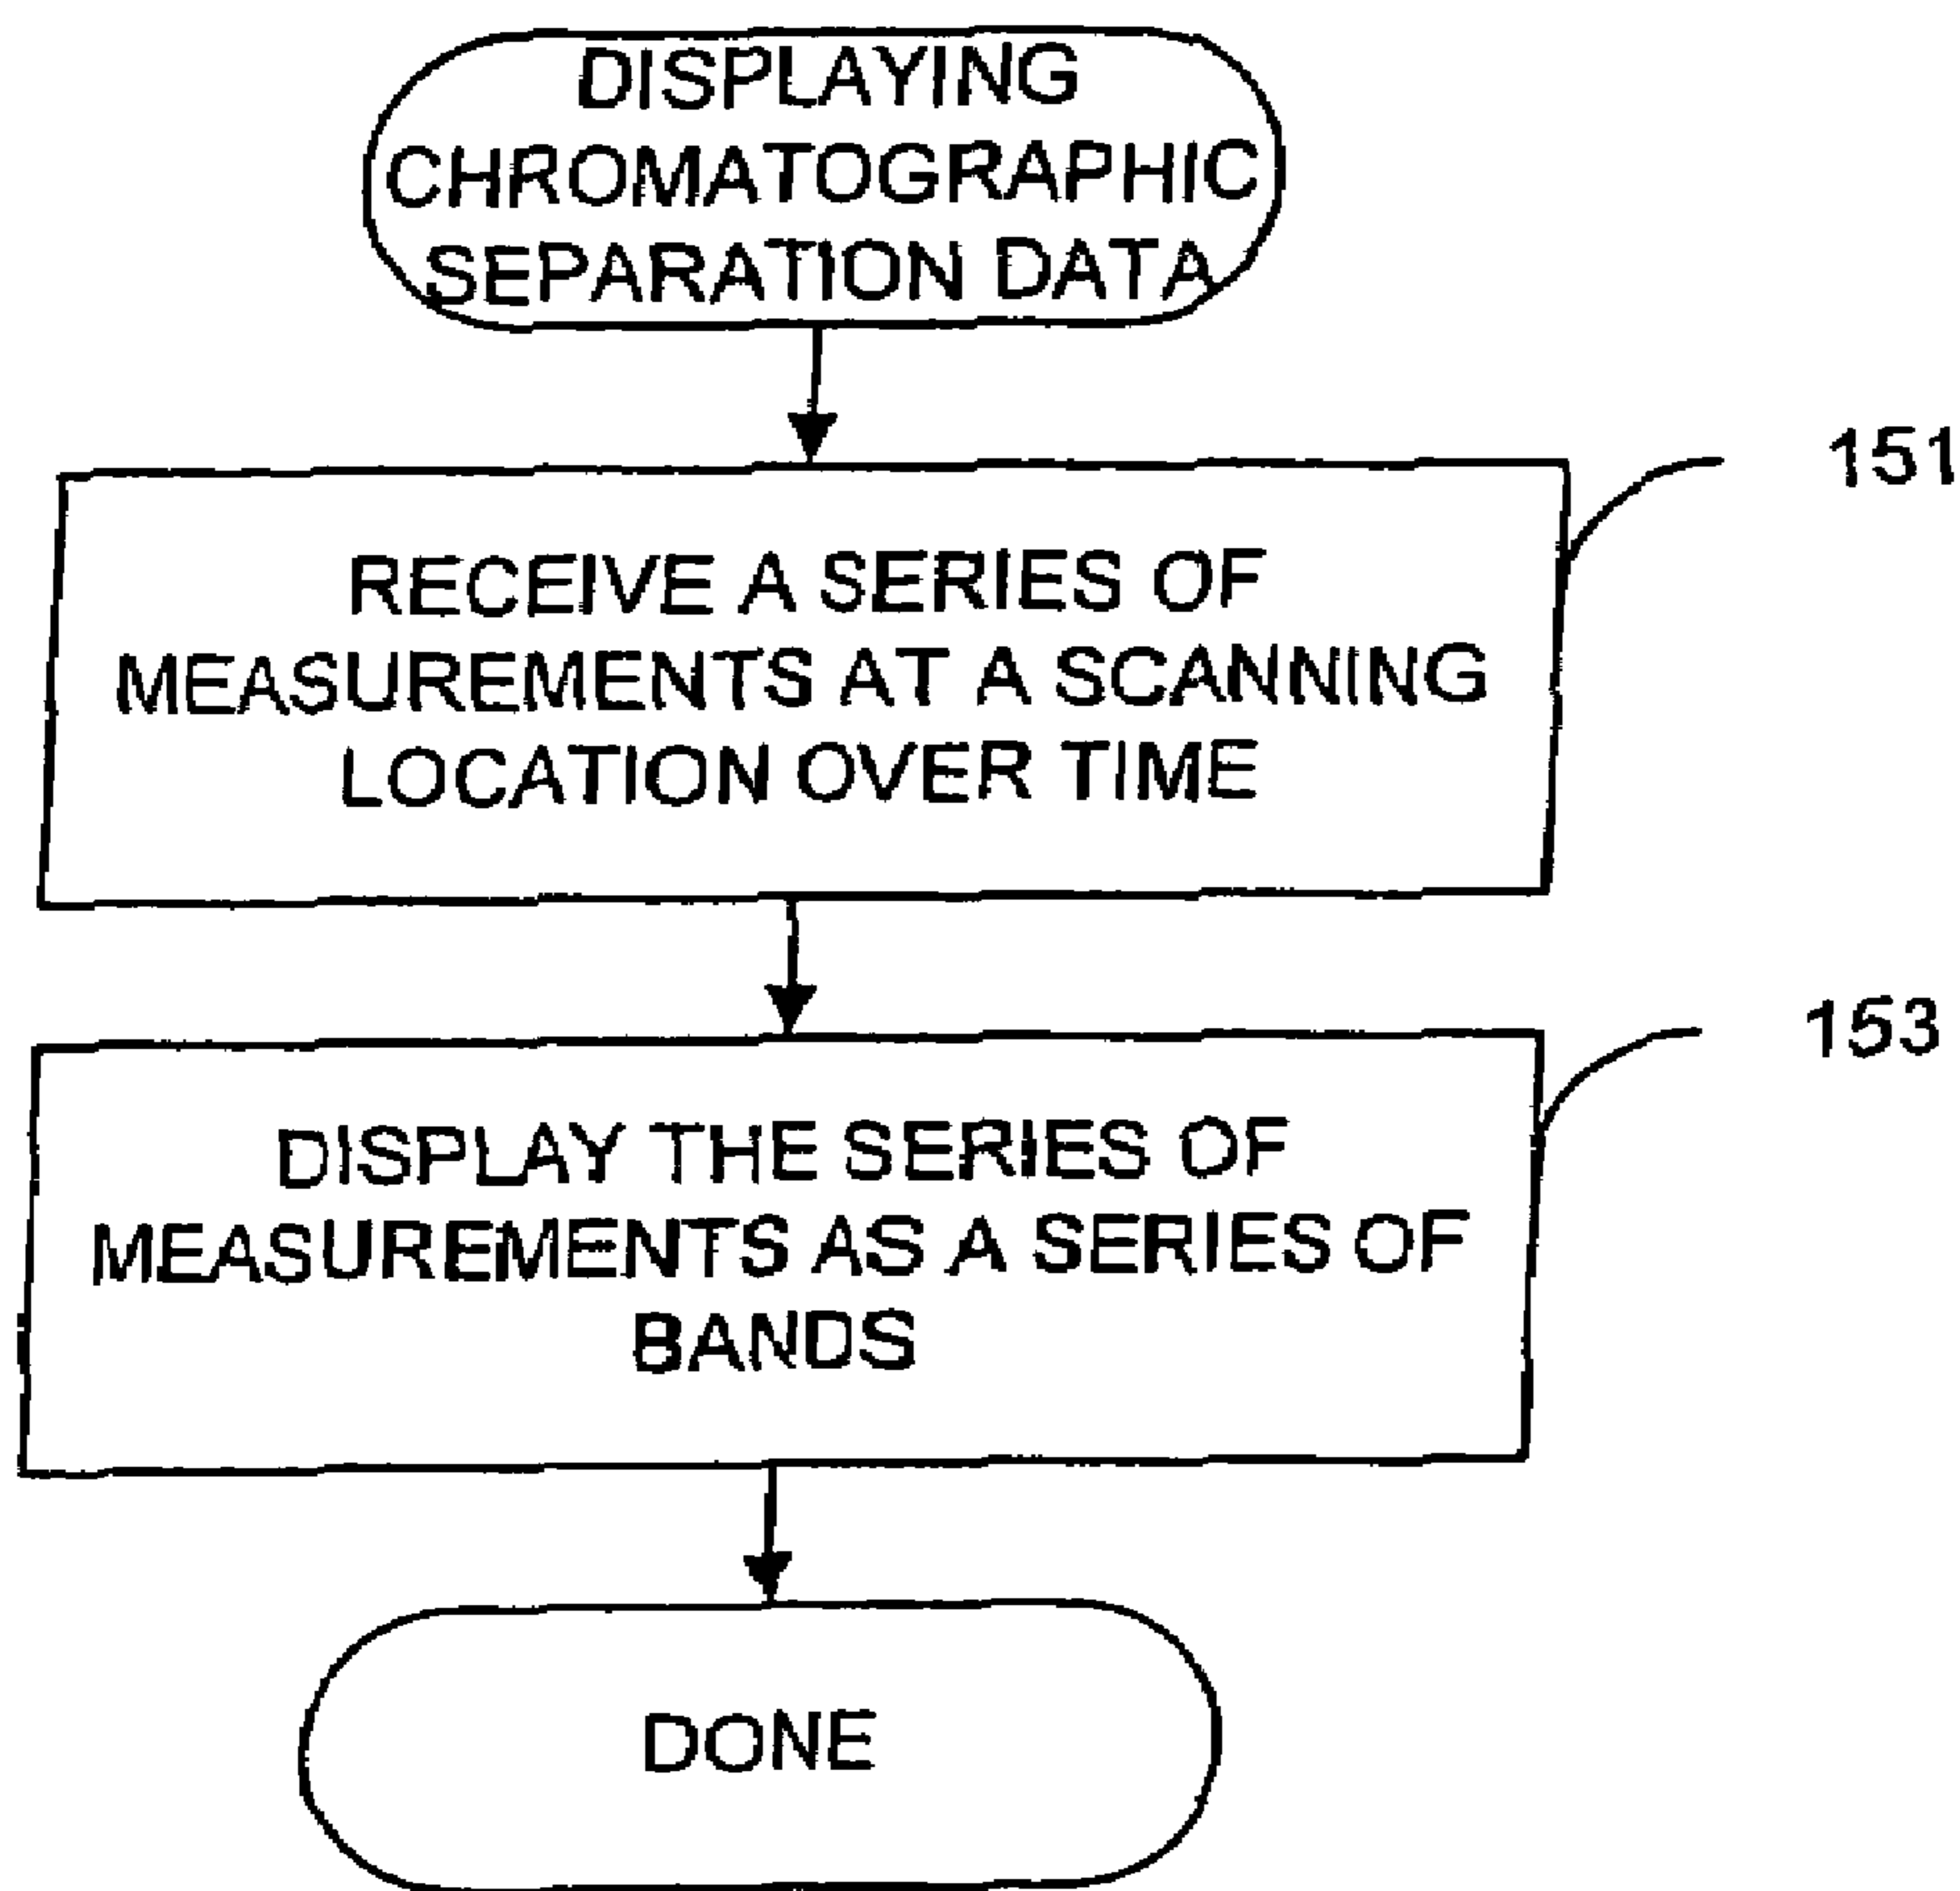 DISPLAYING
CHROMATOGRAPHIC
SEPARATION DATA
151
RECEIVE A SERIES OF
MEASUREMENTS AT A SCANNING
LOCATION OVER TIME
153
DISPLAY THE SERIES OF
MEASUREMENTS AS A SERIES OF
BANDS
DONE